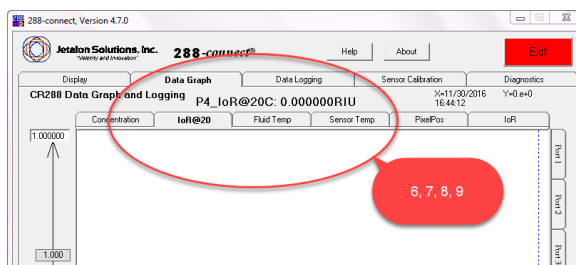 288-connect, Version 4.7.0
Jetalon Solutions, Inc.
"Velocity and Innovation"
288-connect®
Help
About
Exit
Display
Data Graph
Data Logging
Sensor Calibration
Diagnostics
CR288 Data Graph and Logging
P4_IoR@20C: 0.000000RIU
X=11/30/2016
16:44:12
Y=0.e+0
Concentration
IoR@20
Fluid Temp
Sensor Temp
PixelPos
IoR
1.000000
Port 1
6, 7, 8, 9
Port 2
1.000
Port 3